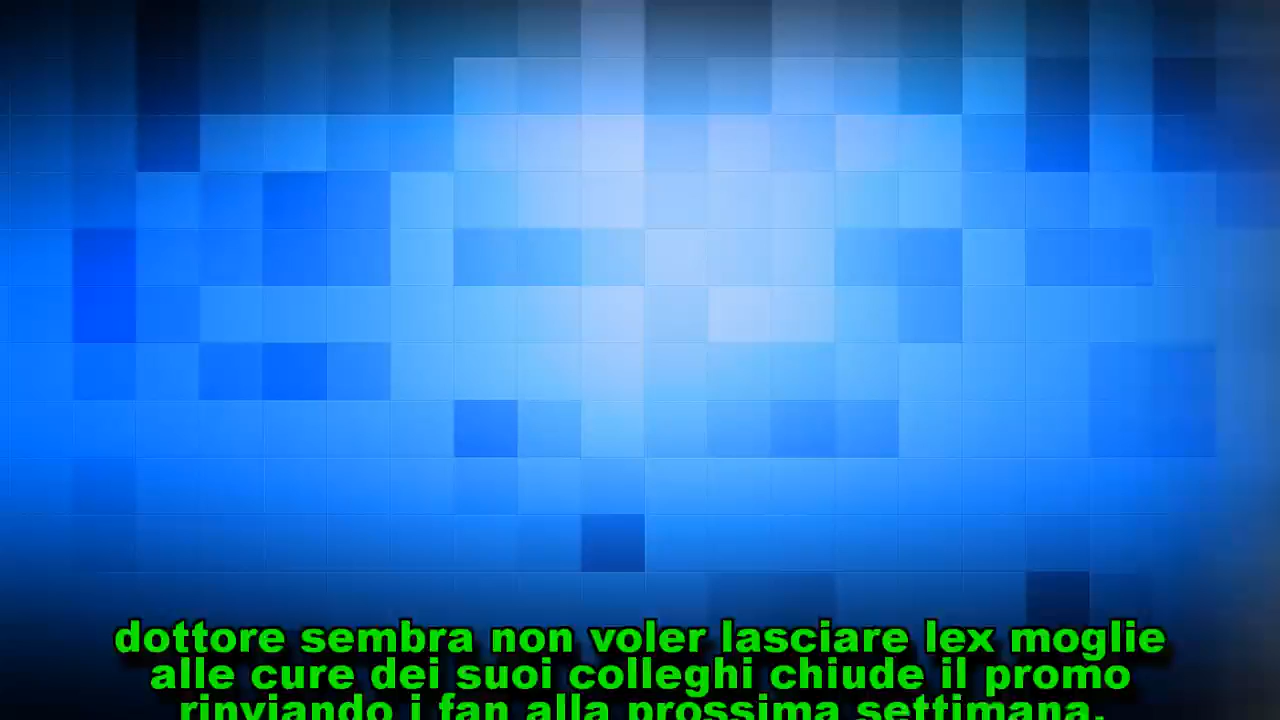 dottore sembra non voler lasciare lex moglie
alle cure dei suoi colleghi chiude il promo
rinviando i fan alla prossima settimana.